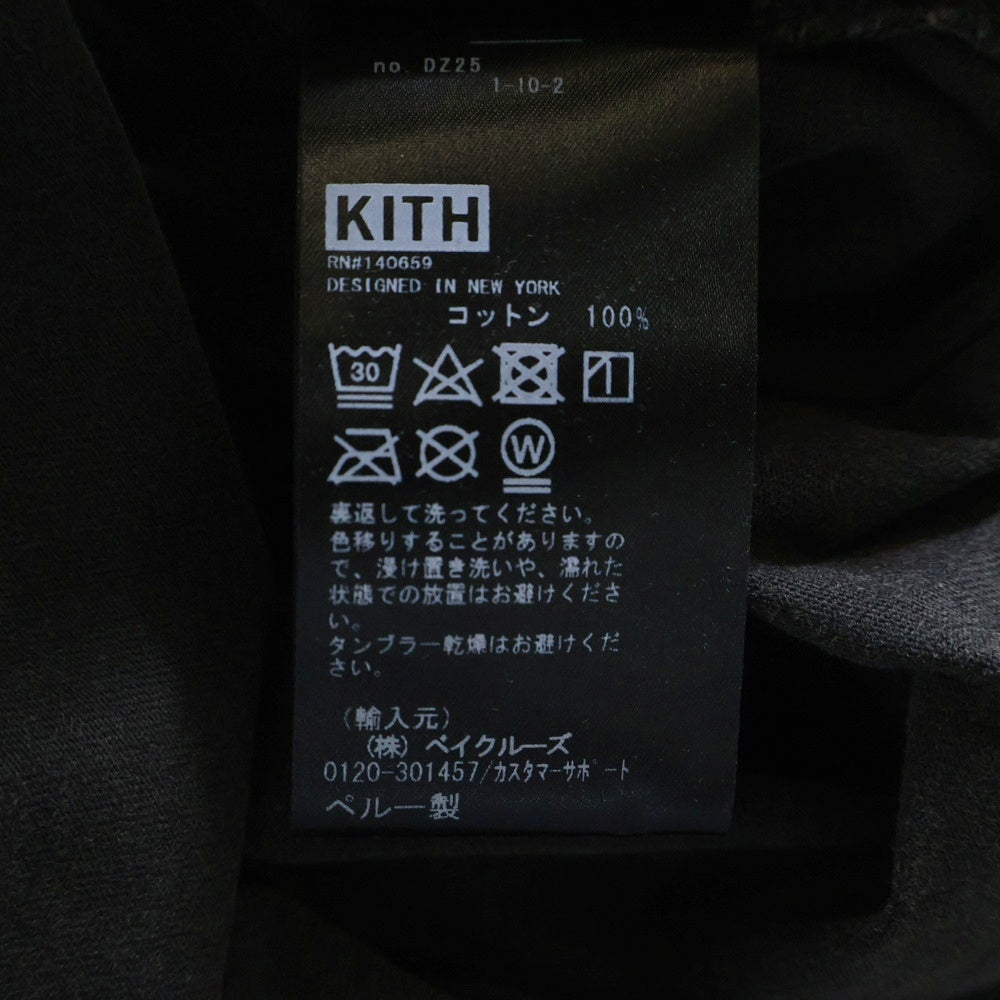 no. DZ25
1-10-2
KITH
RN#140659
DESIGNED IN NEW YORK
コットン 100%
30
W
裏返して洗ってください。
色移りすることがありますの
で、浸け置き洗いや、濡れた
状態での放置はお避けくださ
い。
タンブラー乾燥はお避けくだ
さい。
(輸入元)
(株) ベイクルーズ
0120-301457/カスタマーサポート
ペルー製